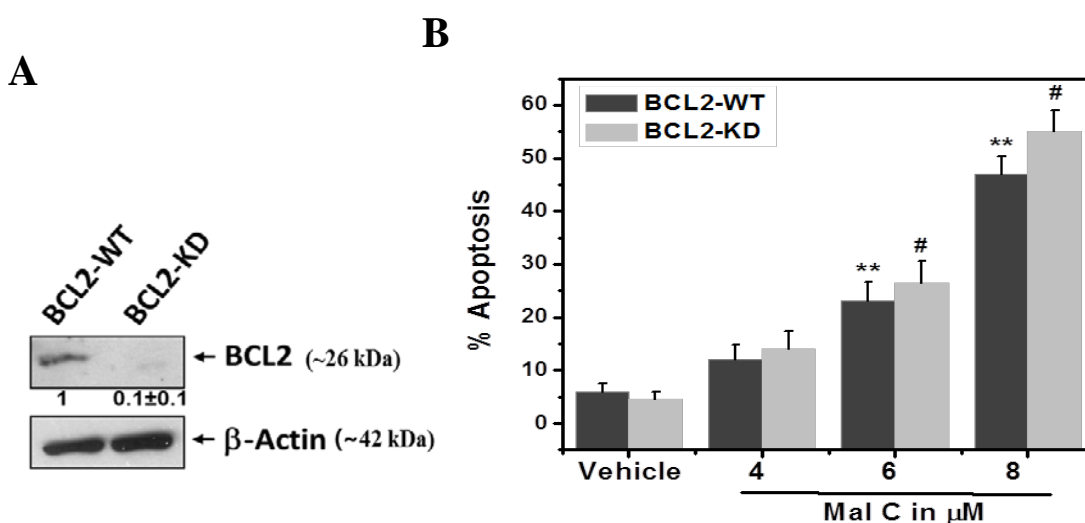 A
BCL2-WT
BCL2-KD
← BCL2 (~26 kDa)
1 0.1±0.1
← β-Actin (~42 kDa)
B
BCL2-WT
BCL2-KD
% Apoptosis
60
50
40
30
20
10
0
**
#
**
#
Vehicle 4 6 8
Mal C in μM